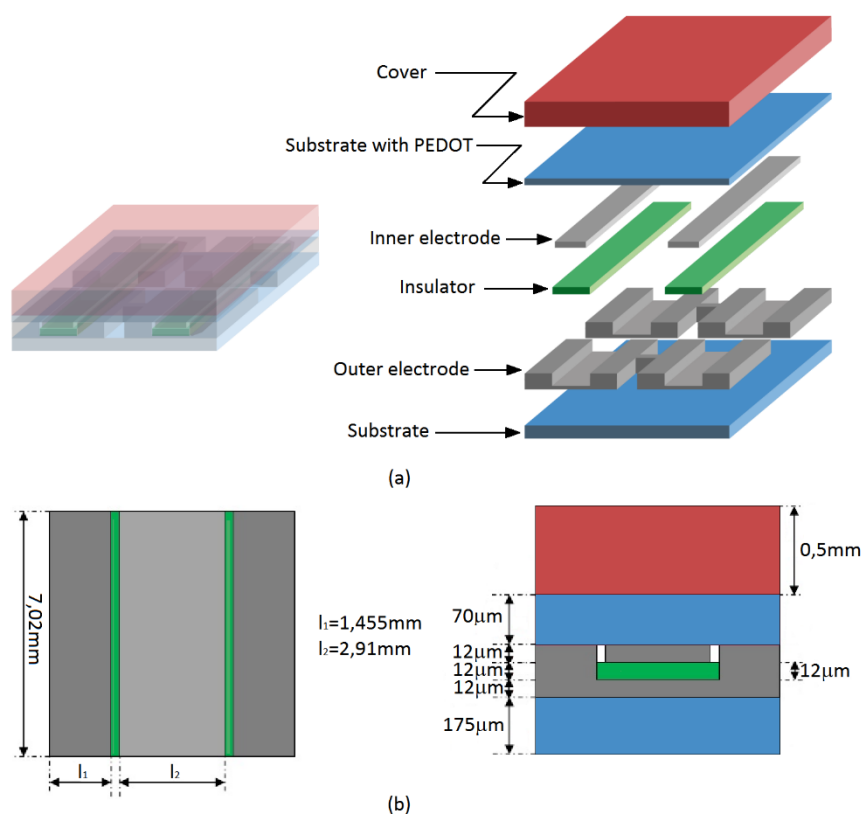 Cover
Substrate with PEDOT
Inner electrode
Insulator
Outer electrode
Substrate
(a)
7,02mm
l₁=1,455mm
l₂=2,91mm
l₁
l₂
0,5mm
70µm
12µm
12µm
12µm
12µm
175µm
(b)